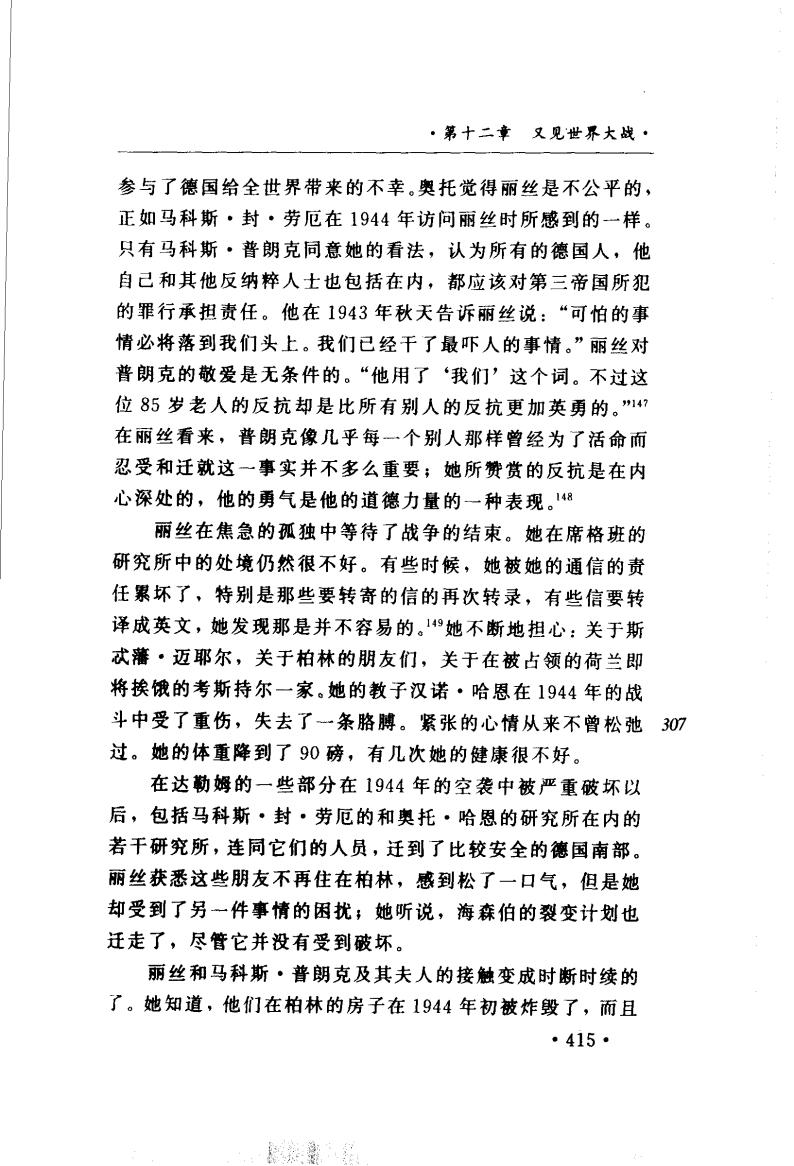 ·第十二章 又见世界大战·
参与了德国给全世界带来的不幸。奥托觉得丽丝是不公平的，
正如马科斯·封·劳厄在1944年访问丽丝时所感到的一样。
只有马科斯·普朗克同意她的看法，认为所有的德国人，他
自己和其他反纳粹人士也包括在内，都应该对第三帝国所犯
的罪行承担责任。他在1943年秋天告诉丽丝说：“可怕的事
情必将落到我们头上。我们已经干了最吓人的事情。”丽丝对
普朗克的敬爱是无条件的。“他用了‘我们’这个词。不过这
位85岁老人的反抗却是比所有别人的反抗更加英勇的。”147
在丽丝看来，普朗克像几乎每一个别人那样曾经为了活命而
忍受和迁就这一事实并不多么重要；她所赞赏的反抗是在内
心深处的，他的勇气是他的道德力量的一种表现。148
丽丝在焦急的孤独中等待了战争的结束。她在席格班的
研究所中的处境仍然很不好。有些时候，她被她的通信的责
任累坏了，特别是那些要转寄的信的再次转录，有些信要转
译成英文，她发现那是并不容易的。149她不断地担心：关于斯
忒藩·迈耶尔，关于柏林的朋友们，关于在被占领的荷兰即
将挨饿的考斯持尔一家。她的教子汉诺·哈恩在1944年的战
斗中受了重伤，失去了一条胳膊。紧张的心情从来不曾松弛 307
过。她的体重降到了90磅，有几次她的健康很不好。
在达勒姆的一些部分在1944年的空袭中被严重破坏以
后，包括马科斯·封·劳厄的和奥托·哈恩的研究所在内的
若干研究所，连同它们的人员，迁到了比较安全的德国南部。
丽丝获悉这些朋友不再住在柏林，感到松了一口气，但是她
却受到了另一件事情的困扰；她听说，海森伯的裂变计划也
迁走了，尽管它并没有受到破坏。
丽丝和马科斯·普朗克及其夫人的接触变成时断时续的
了。她知道，他们在柏林的房子在1944年初被炸毁了，而且
·415·